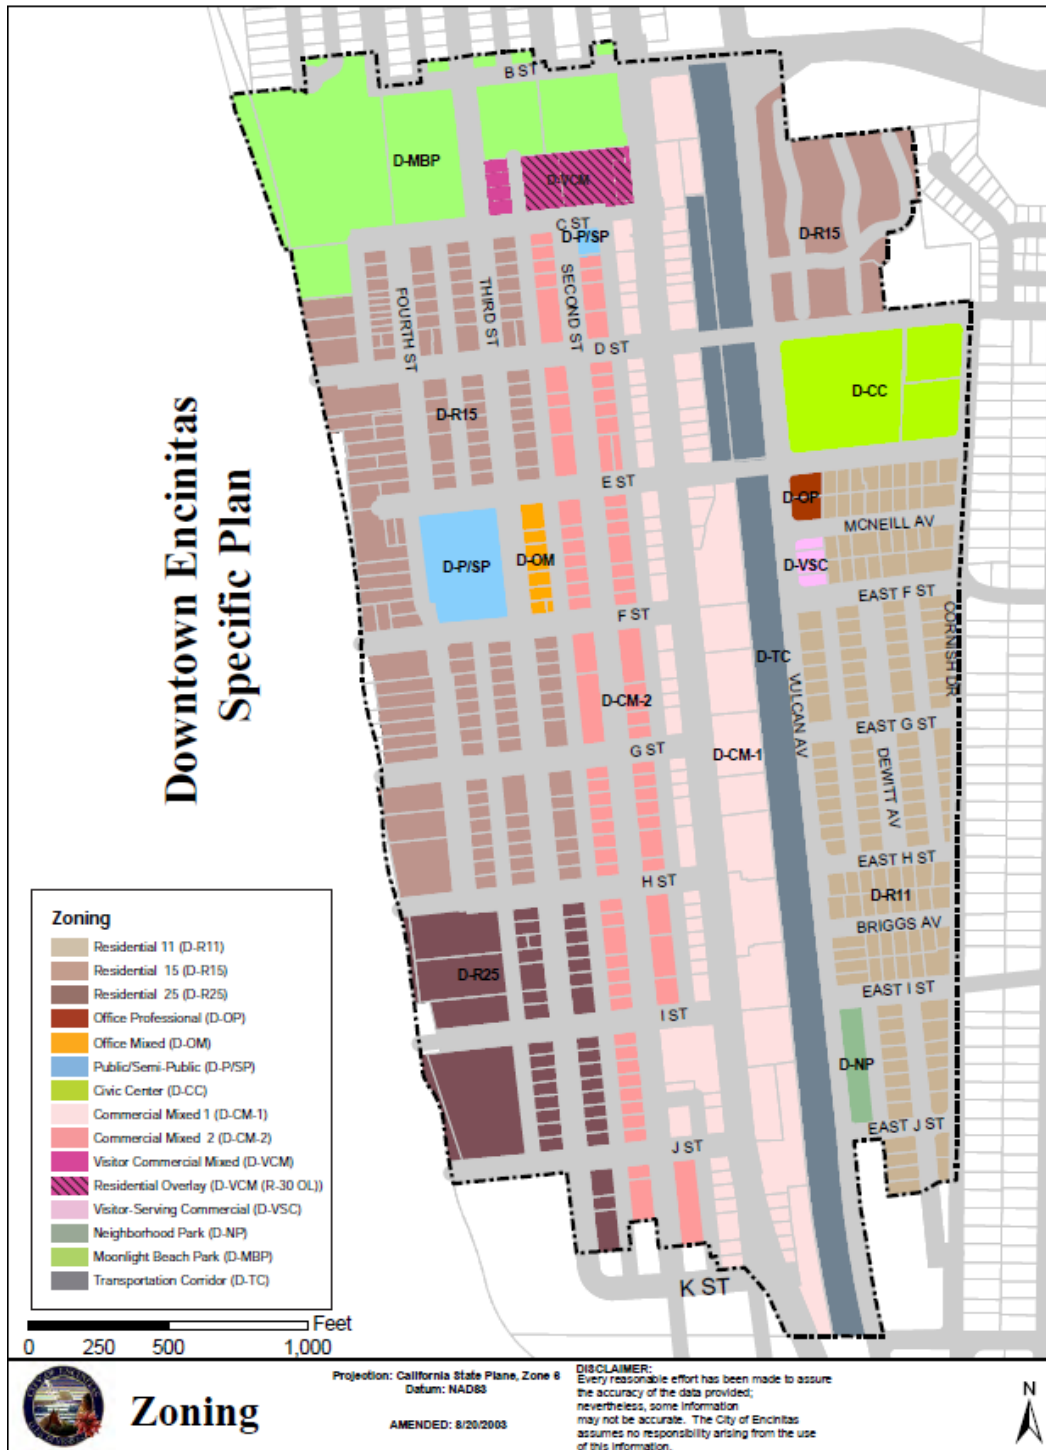 Downtown Encinitas
Specific Plan
B ST
D-MBP
D-VCM
C ST
D-P/SP
D-R15
FOURTH ST
THIRD ST
SECOND ST
D ST
D-CC
D-R15
E ST
D-OP
MCNEILL AV
D-P/SP
D-OM
D-VSC
EAST F ST
F ST
CORNISH DR
D-TC
VULCAN AV
D-CM-2
EAST G ST
G ST
D-CM-1
DEWITT AV
EAST H ST
H ST
D-R11
BRIGGS AV
D-R25
EAST I ST
I ST
D-NP
EAST J ST
J ST
K ST
Zoning
Residential 11 (D-R11)
Residential 15 (D-R15)
Residential 25 (D-R25)
Office Professional (D-OP)
Office Mixed (D-OM)
Public/Semi-Public (D-P/SP)
Civic Center (D-CC)
Commercial Mixed 1 (D-CM-1)
Commercial Mixed 2 (D-CM-2)
Visitor Commercial Mixed (D-VCM)
Residential Overlay (D-VCM (R-30 OL))
Visitor-Serving Commercial (D-VSC)
Neighborhood Park (D-NP)
Moonlight Beach Park (D-MBP)
Transportation Corridor (D-TC)
Feet
0 250 500 1,000
Zoning
Projection: California State Plane, Zone 6
Datum: NAD83
AMENDED: 8/20/2003
DISCLAIMER:
Every reasonable effort has been made to assure
the accuracy of the data provided;
nevertheless, some information
may not be accurate. The City of Encinitas
assumes no responsibility arising from the use
of this information.
N